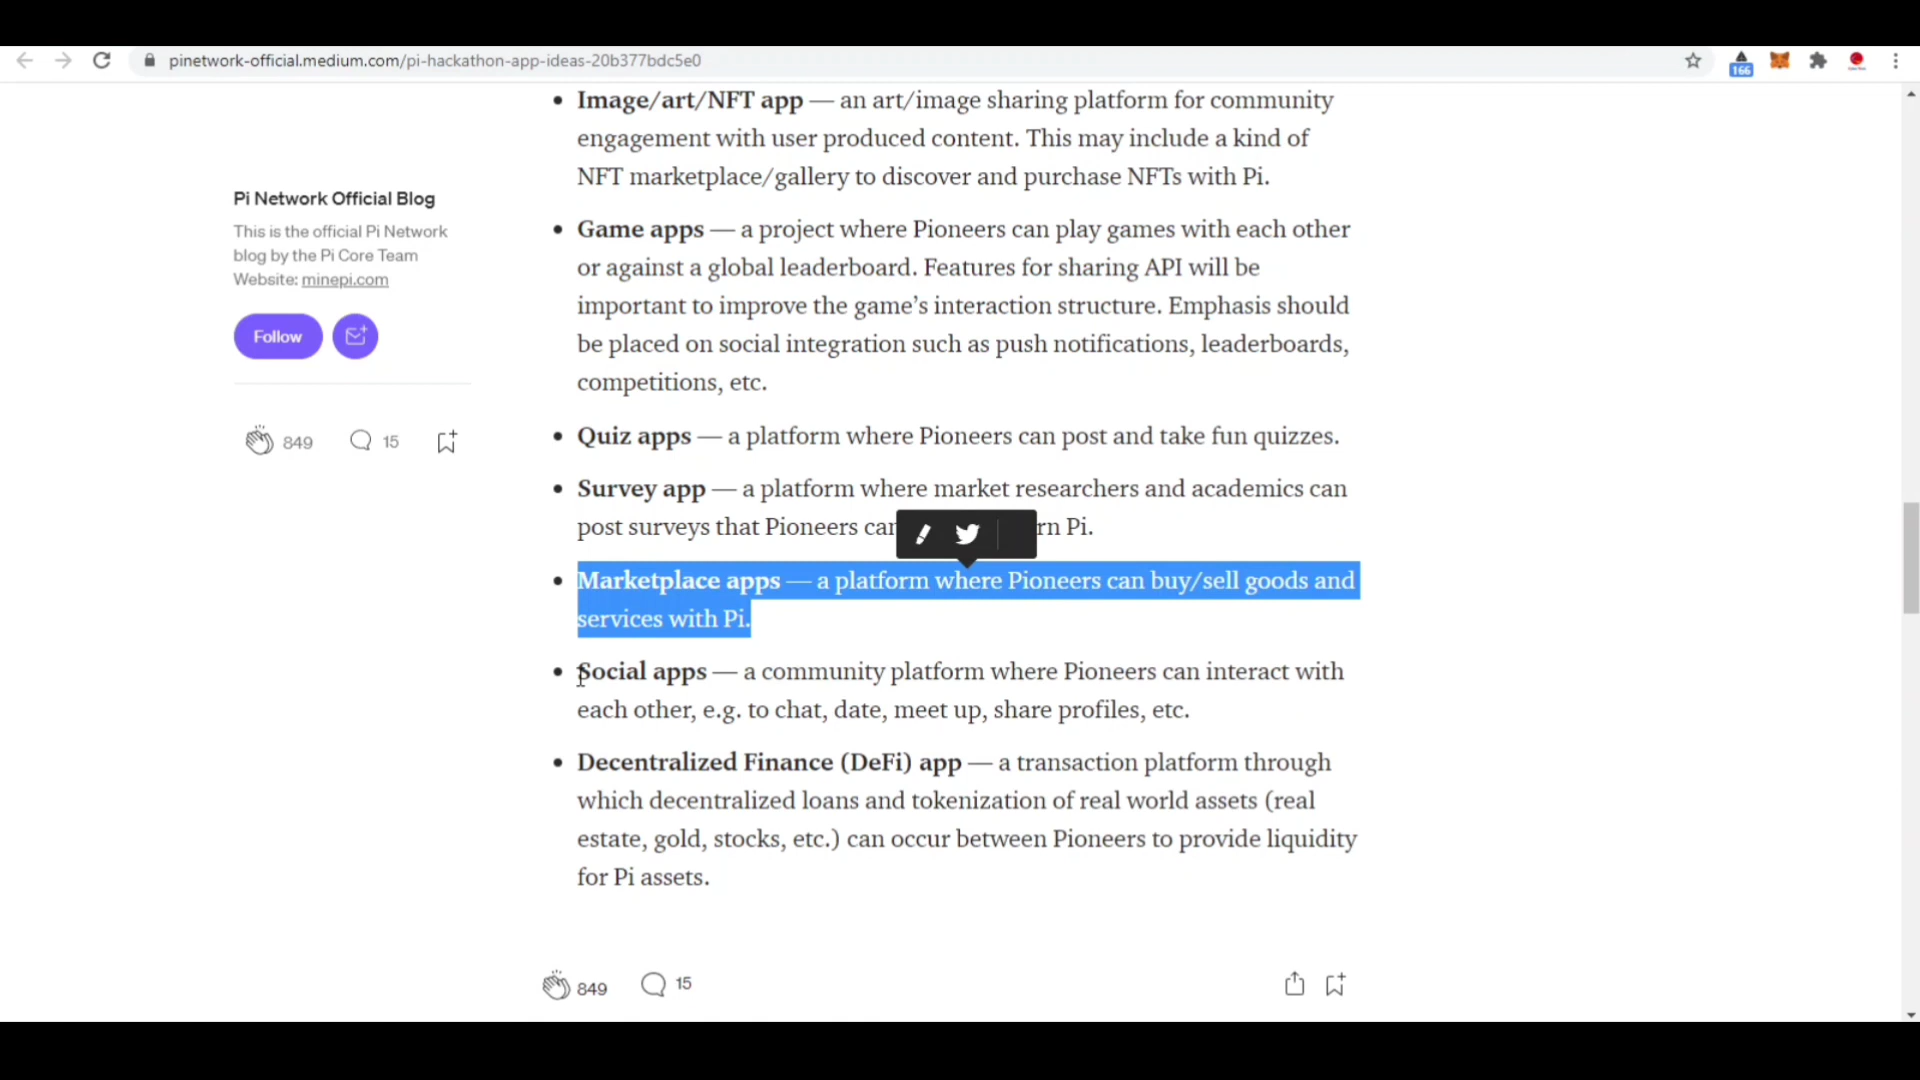 pinetwork-official.medium.com/pi-hackathon-app-ideas-20b377bdc5e0
166
Pi Network Official Blog
This is the official Pi Network
blog by the Pi Core Team
Website: minepi.com
Follow
849 15
• Image/art/NFT app — an art/image sharing platform for community
engagement with user produced content. This may include a kind of
NFT marketplace/gallery to discover and purchase NFTs with Pi.
• Game apps — a project where Pioneers can play games with each other
or against a global leaderboard. Features for sharing API will be
important to improve the game’s interaction structure. Emphasis should
be placed on social integration such as push notifications, leaderboards,
competitions, etc.
• Quiz apps — a platform where Pioneers can post and take fun quizzes.
• Survey app — a platform where market researchers and academics can
post surveys that Pioneers can rn Pi.
• Marketplace apps — a platform where Pioneers can buy/sell goods and
services with Pi.
• Social apps — a community platform where Pioneers can interact with
each other, e.g. to chat, date, meet up, share profiles, etc.
• Decentralized Finance (DeFi) app — a transaction platform through
which decentralized loans and tokenization of real world assets (real
estate, gold, stocks, etc.) can occur between Pioneers to provide liquidity
for Pi assets.
849 15